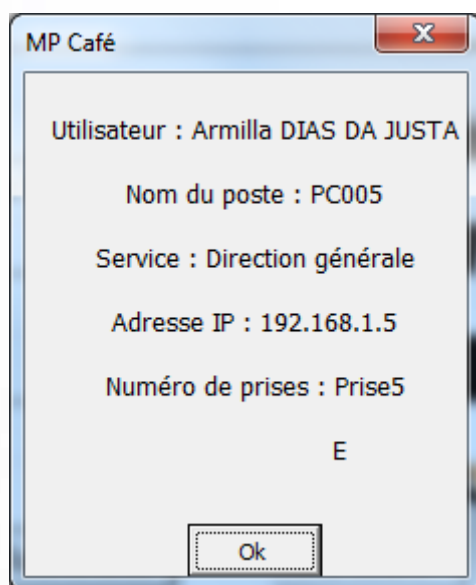 MP Café
Utilisateur : Armilla DIAS DA JUSTA
Nom du poste : PC005
Service : Direction générale
Adresse IP : 192.168.1.5
Numéro de prises : Prise5
E
Ok